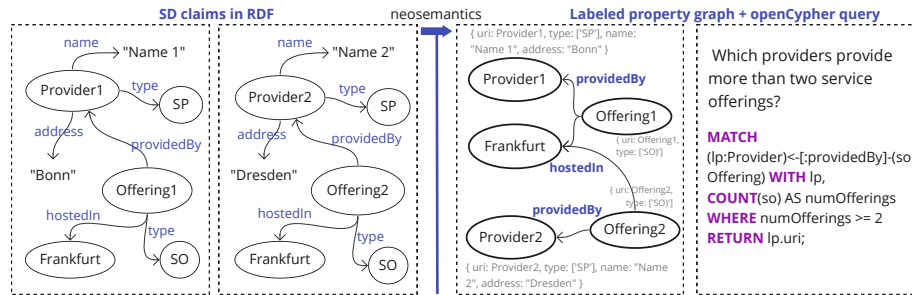 SD claims in RDF
neosemantics
Labeled property graph + openCypher query
name
"Name 1"
Provider1
type
SP
address
providedBy
"Bonn"
Offering1
hostedIn
type
Frankfurt
SO
name
"Name 2"
Provider2
type
SP
address
providedBy
"Dresden"
Offering2
hostedIn
type
Frankfurt
SO
{ uri: Provider1, type: ['SP'], name:
"Name 1", address: "Bonn" }
Provider1
providedBy
Offering1
{ uri: Offering1,
type: ['SO']'}
Frankfurt
hostedIn
{ uri: Offering2,
type: ['SO']'}
providedBy
Offering2
Provider2
{ uri: Provider2, type: ['SP'], name: "Name
2", address: "Dresden" }
Which providers provide
more than two service
offerings?
MATCH
(lp:Provider)<-[:providedBy]-(so
Offering) WITH lp,
COUNT(so) AS numOfferings
WHERE numOfferings >= 2
RETURN lp.uri;